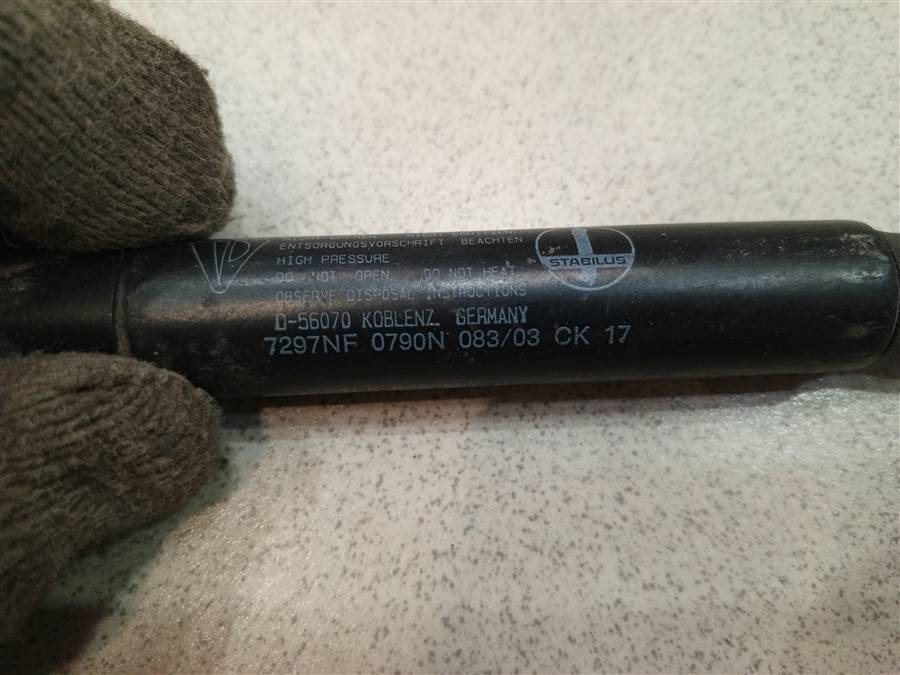 ENTSORGUNGSVORSCHRIFT BEACHTEN
HIGH PRESSURE
DO NOT OPEN DO NOT HEAT
OBSERVE DISPOSAL INSTRUCTIONS
D-56070 KOBLENZ, GERMANY
7297NF 0790N 083/03 CK 17
STABILUS